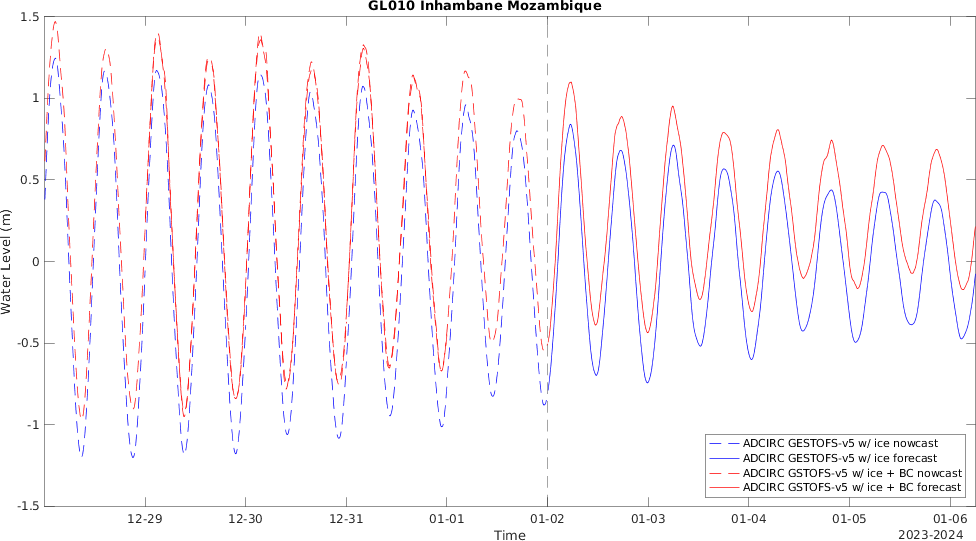 GL010 Inhambane Mozambique
1.5
1
0.5
0
-0.5
-1
-1.5
Water Level (m)
12-29
12-30
12-31
01-01
01-02
01-03
01-04
01-05
01-06
Time
2023-2024
ADCIRC GESTOFS-v5 w/ ice nowcast
ADCIRC GESTOFS-v5 w/ ice forecast
ADCIRC GSTOFS-v5 w/ ice + BC nowcast
ADCIRC GSTOFS-v5 w/ ice + BC forecast